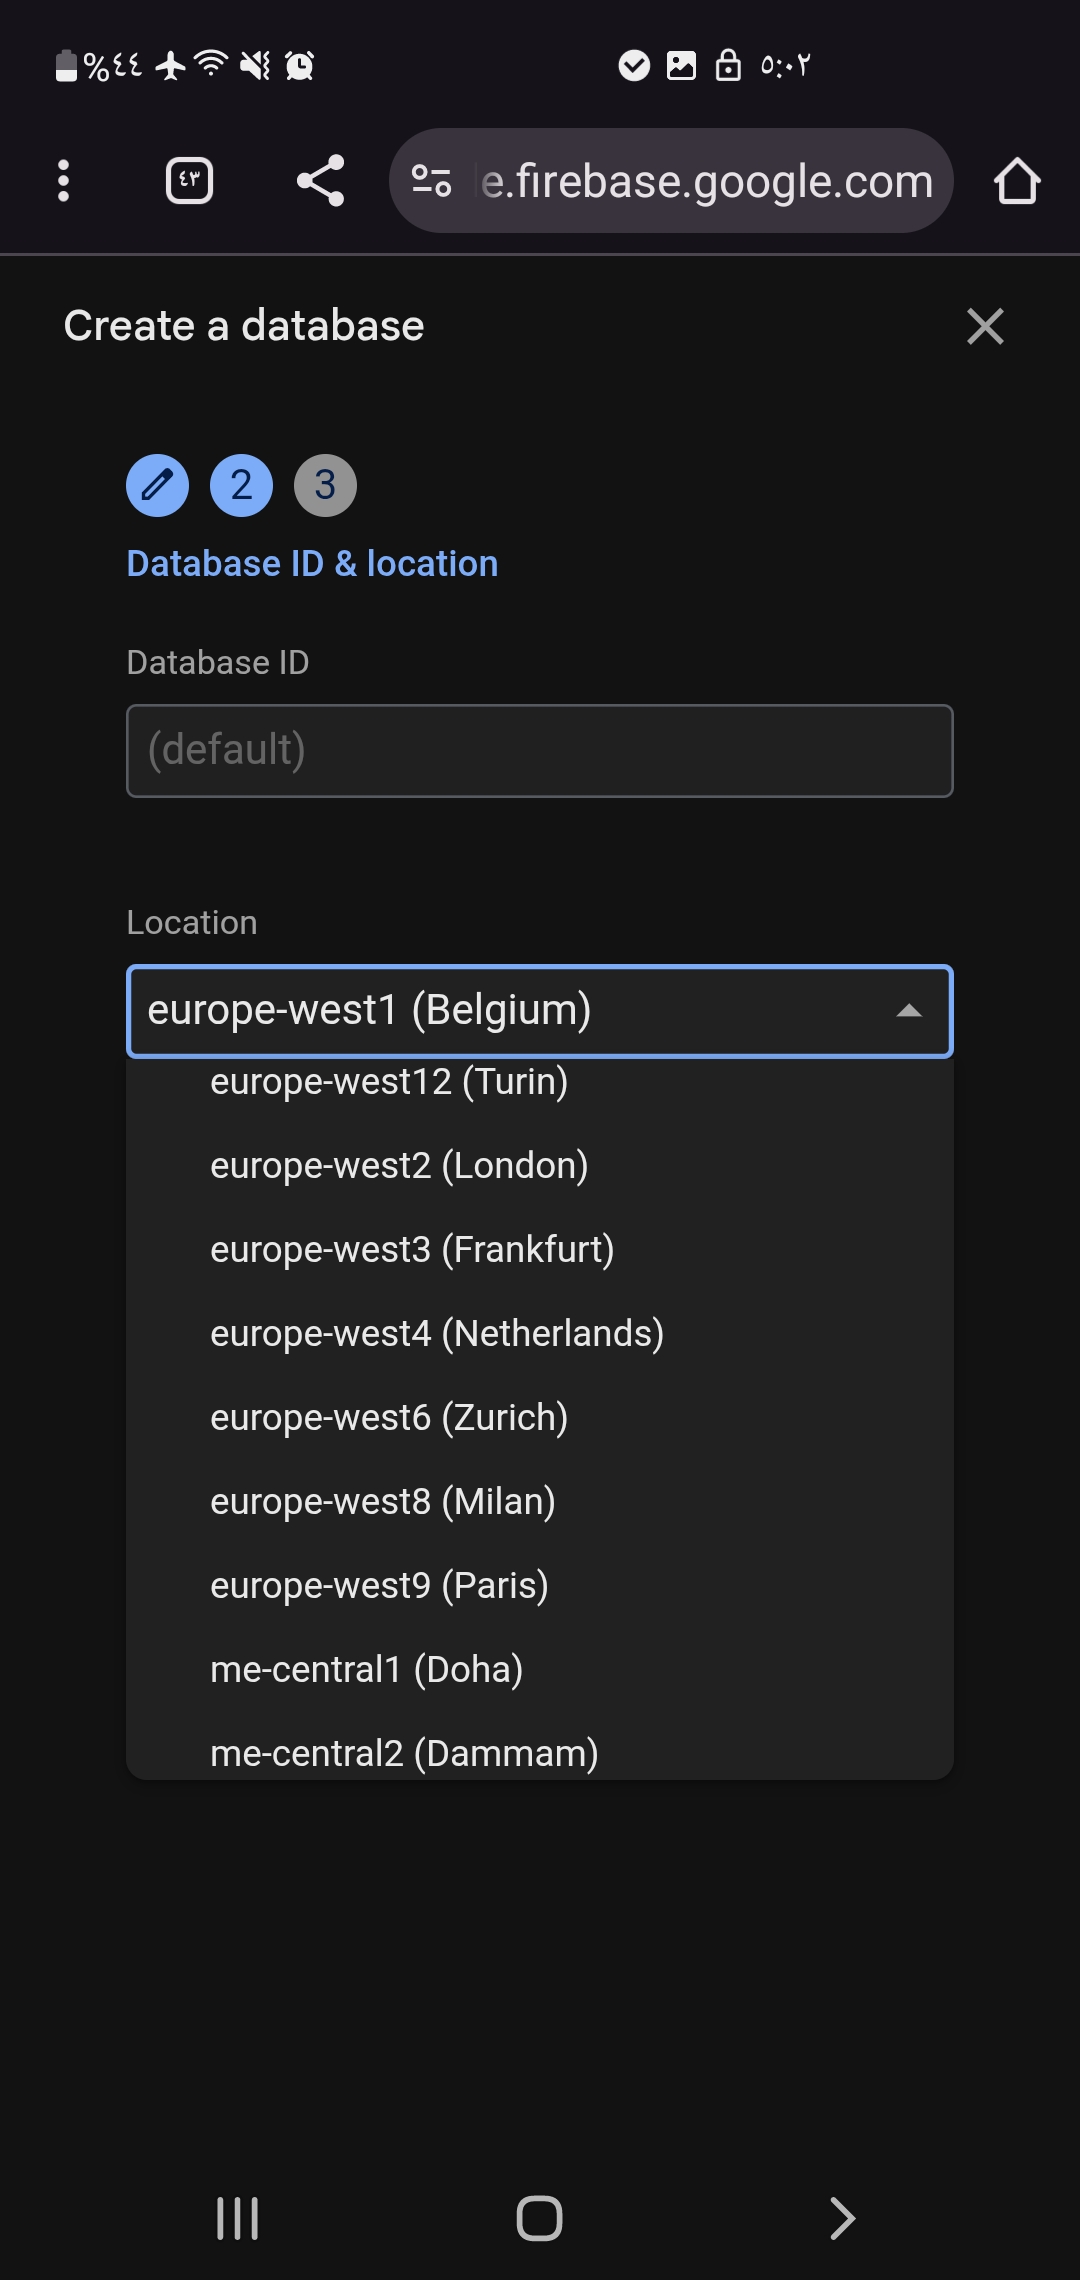 %٤٤ ٥:٠٢
٤٣ e.firebase.google.com
Create a database
2 3
Database ID & location
Database ID
(default)
Location
europe-west1 (Belgium)
europe-west12 (Turin)
europe-west2 (London)
europe-west3 (Frankfurt)
europe-west4 (Netherlands)
europe-west6 (Zurich)
europe-west8 (Milan)
europe-west9 (Paris)
me-central1 (Doha)
me-central2 (Dammam)